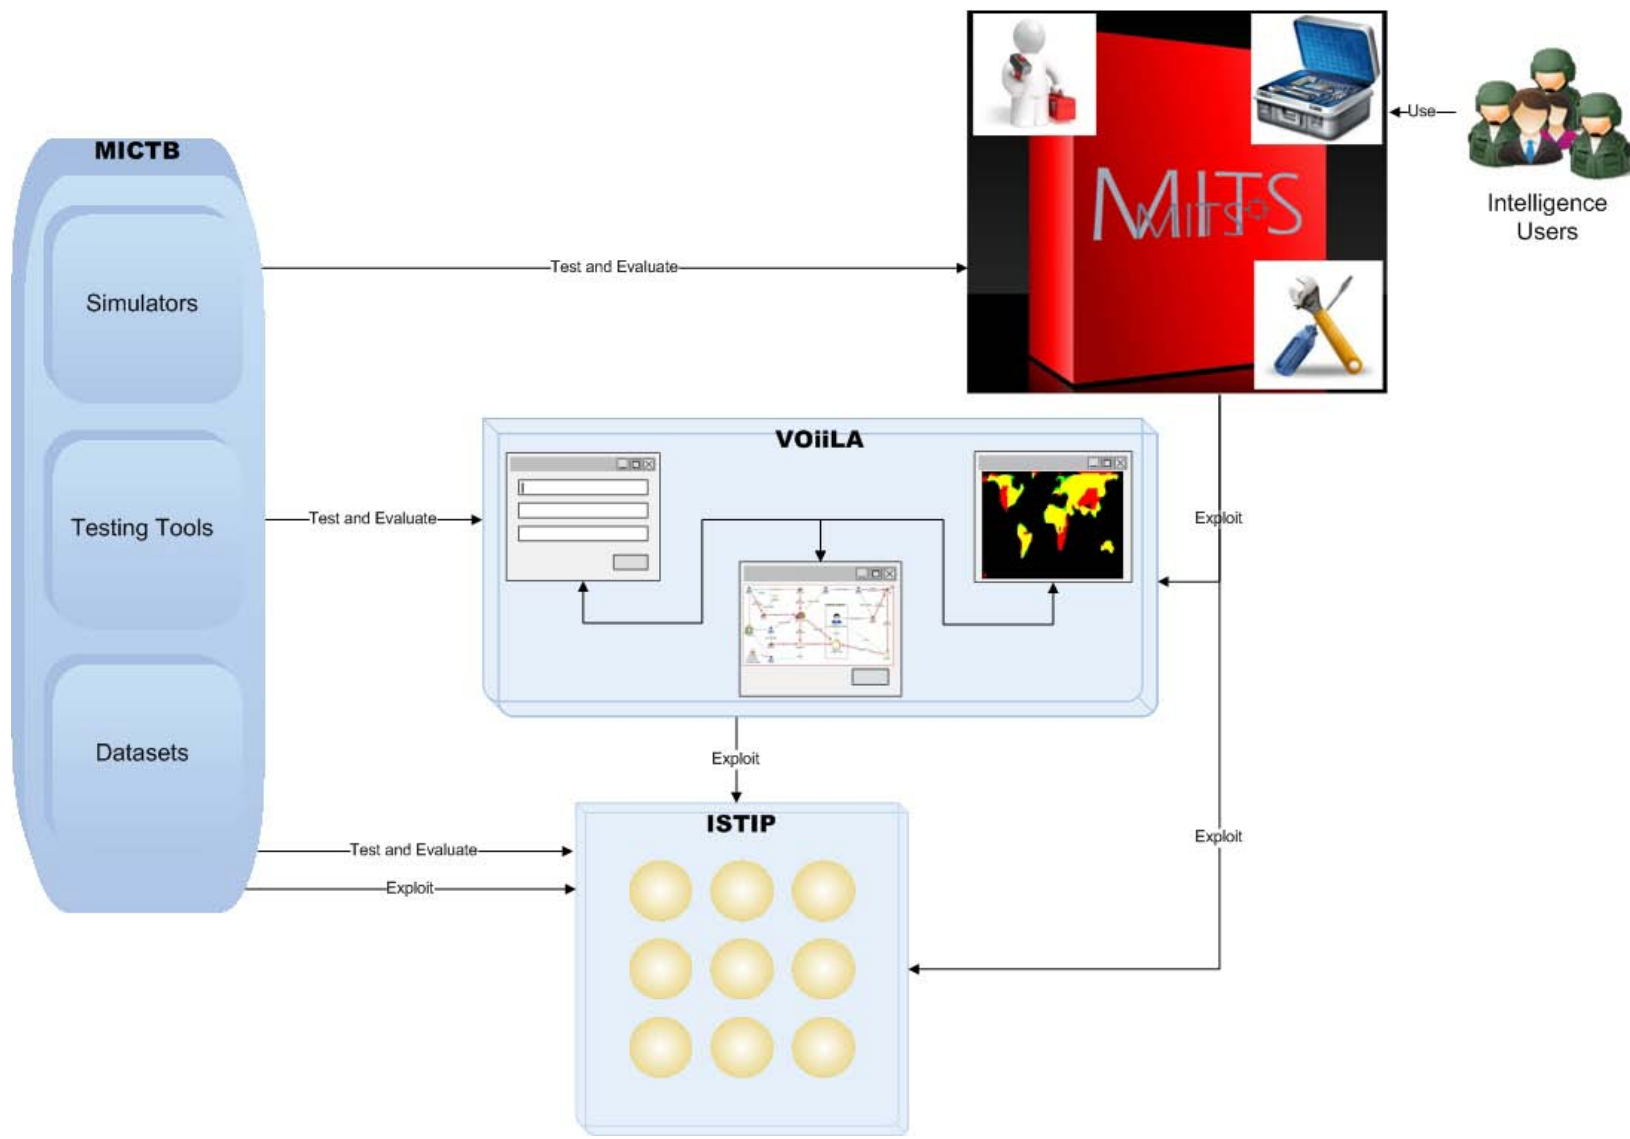 MICTB
Simulators
Testing Tools
Datasets
Test and Evaluate
MITS
MITS
Use
Intelligence
Users
Test and Evaluate
VOiiLA
Exploit
Exploit
ISTIP
Test and Evaluate
Exploit
Exploit